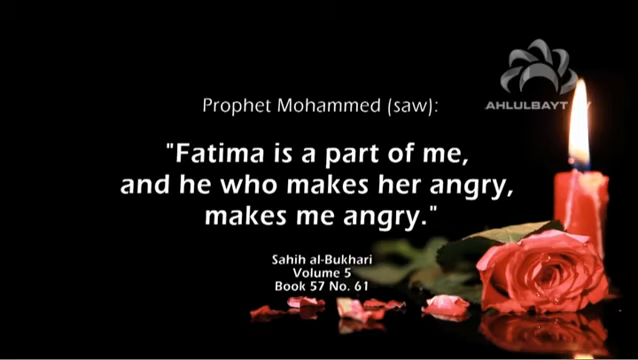 AHLULBAYT
Prophet Mohammed (saw):
"Fatima is a part of me,
and he who makes her angry,
makes me angry."
Sahih al-Bukhari
Volume 5
Book 57 No. 61